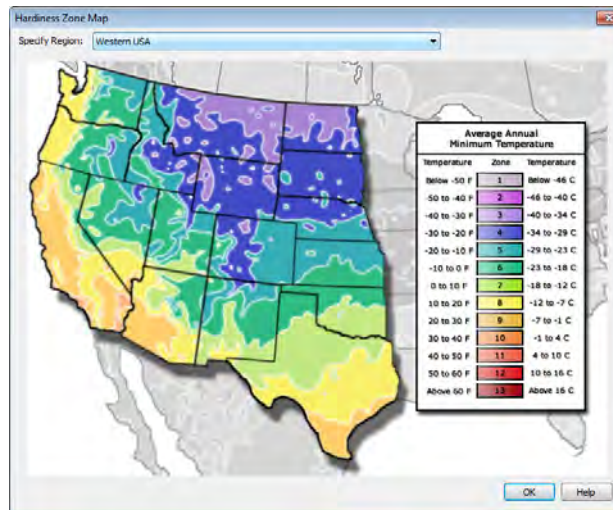 Hardiness Zone Map
Specify Region: Western USA
Average Annual
Minimum Temperature
Temperature Zone Temperature
Below -50 F 1 Below -46 C
-50 to -40 F 2 -46 to -40 C
-40 to -30 F 3 -40 to -34 C
-30 to -20 F 4 -34 to -29 C
-20 to -10 F 5 -29 to -23 C
-10 to 0 F 6 -23 to -18 C
0 to 10 F 7 -18 to -12 C
10 to 20 F 8 -12 to -7 C
20 to 30 F 9 -7 to -1 C
30 to 40 F 10 -1 to 4 C
40 to 50 F 11 4 to 10 C
50 to 60 F 12 10 to 16 C
Above 60 F 13 Above 16 C
OK Help